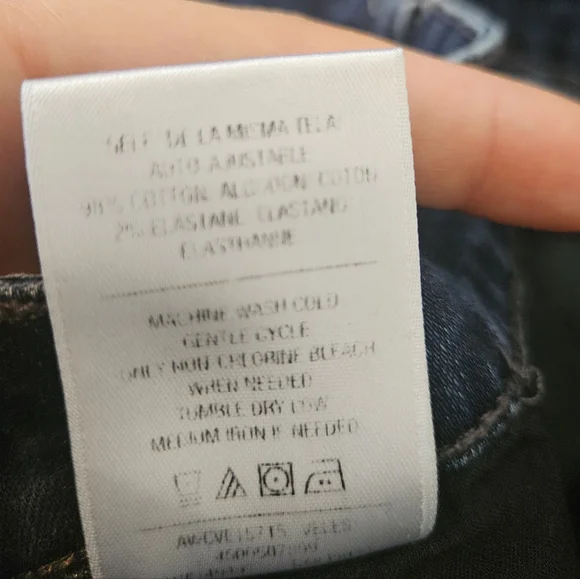 SELF DE LA MISMA TELA/
AUTO AJUSTABLE
98% COTTON, ALGODON, COTON
2% ELASTANE, ELASTANO
ELASTHANNE
MACHINE WASH COLD
GENTLE CYCLE
ONLY NON CHLORINE BLEACH
WHEN NEEDED
TUMBLE DRY LOW
MEDIUM IRON IF NEEDED
VELES